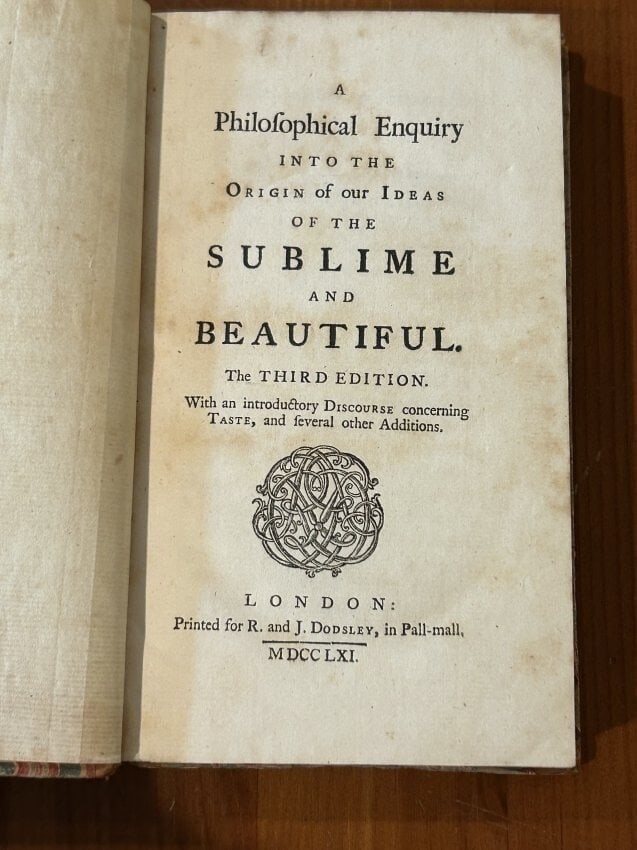 A
Philoſophical Enquiry
INTO THE
ORIGIN of our IDEAS
OF THE
SUBLIME
AND
BEAUTIFUL.
The THIRD EDITION.
With an introductory DISCOURSE concerning
TASTE, and ſeveral other Additions.
LONDON:
Printed for R. and J. DODSLEY, in Pall-mall,
MDCCLXI.